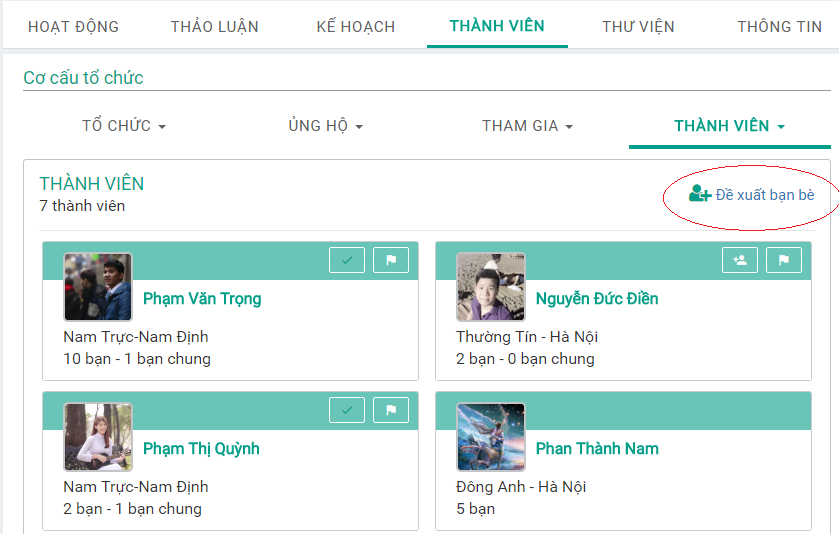 HOẠT ĐỘNG THẢO LUẬN KẾ HOẠCH THÀNH VIÊN THƯ VIỆN THÔNG TIN
Cơ cấu tổ chức
TỔ CHỨC ỦNG HỘ THAM GIA THÀNH VIÊN
THÀNH VIÊN
7 thành viên
Đề xuất bạn bè
Phạm Văn Trọng
Nam Trực-Nam Định
10 bạn - 1 bạn chung
Nguyễn Đức Điền
Thường Tín - Hà Nội
2 bạn - 0 bạn chung
Phạm Thị Quỳnh
Nam Trực-Nam Định
2 bạn - 1 bạn chung
Phan Thành Nam
Đông Anh - Hà Nội
5 bạn